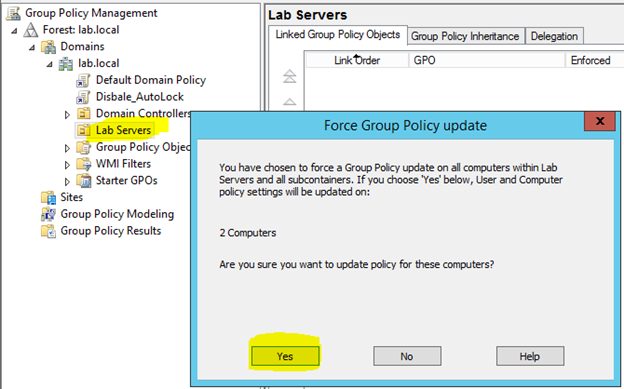 Group Policy Management
Forest: lab.local
Domains
lab.local
Default Domain Policy
Disbale_AutoLock
Domain Controllers
Lab Servers
Group Policy Objec
WMI Filters
Starter GPOs
Sites
Group Policy Modeling
Group Policy Results
Lab Servers
Linked Group Policy Objects
Group Policy Inheritance
Delegation
Link Order
GPO
Enforced
Force Group Policy update
x
You have chosen to force a Group Policy update on all computers within Lab
Servers and all subcontainers. If you choose 'Yes' below, User and Computer
policy settings will be updated on:
2 Computers
Are you sure you want to update policy for these computers?
Yes
No
Help